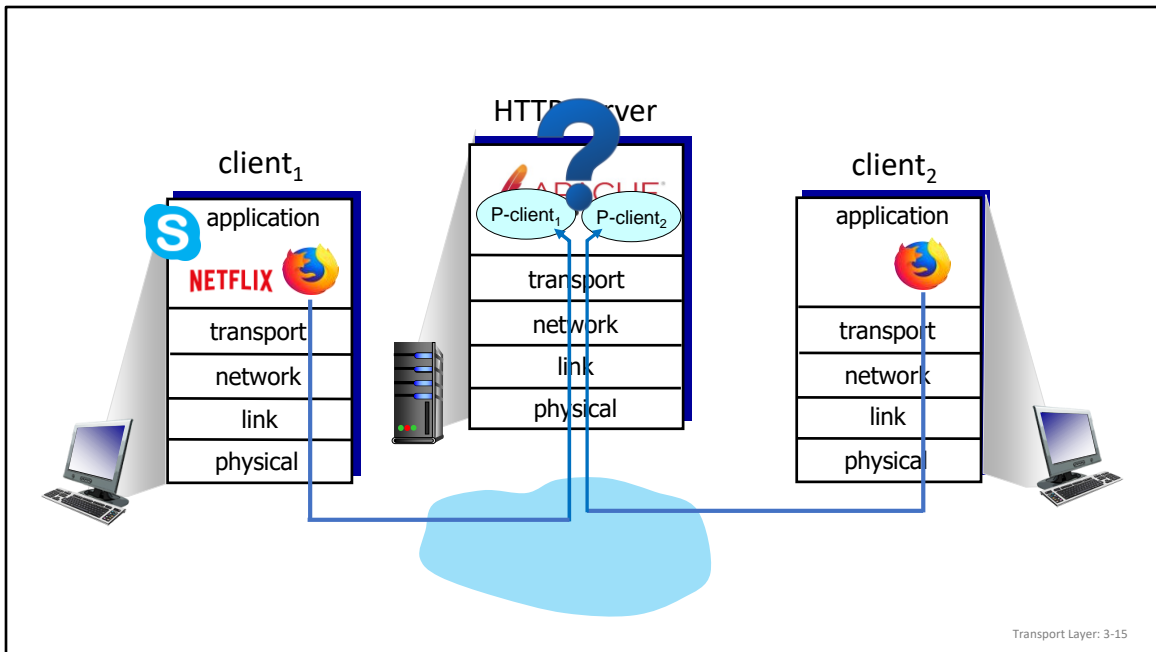 client₁
S
application
NETFLIX
transport
network
link
physical
P-client₁
P-client₂
transport
network
link
physical
client₂
application
transport
network
link
physical
Transport Layer: 3-15